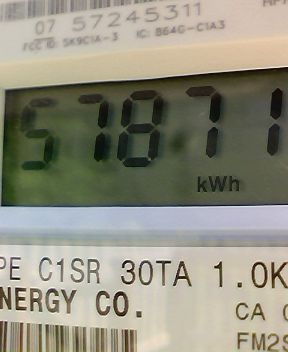 07 57245311
FCC ID: SK9C1A-3 IC: 864G-C1A3
57871
kWh
PE C1SR 30TA 1.0K
NERGY CO.
CA
FM2S